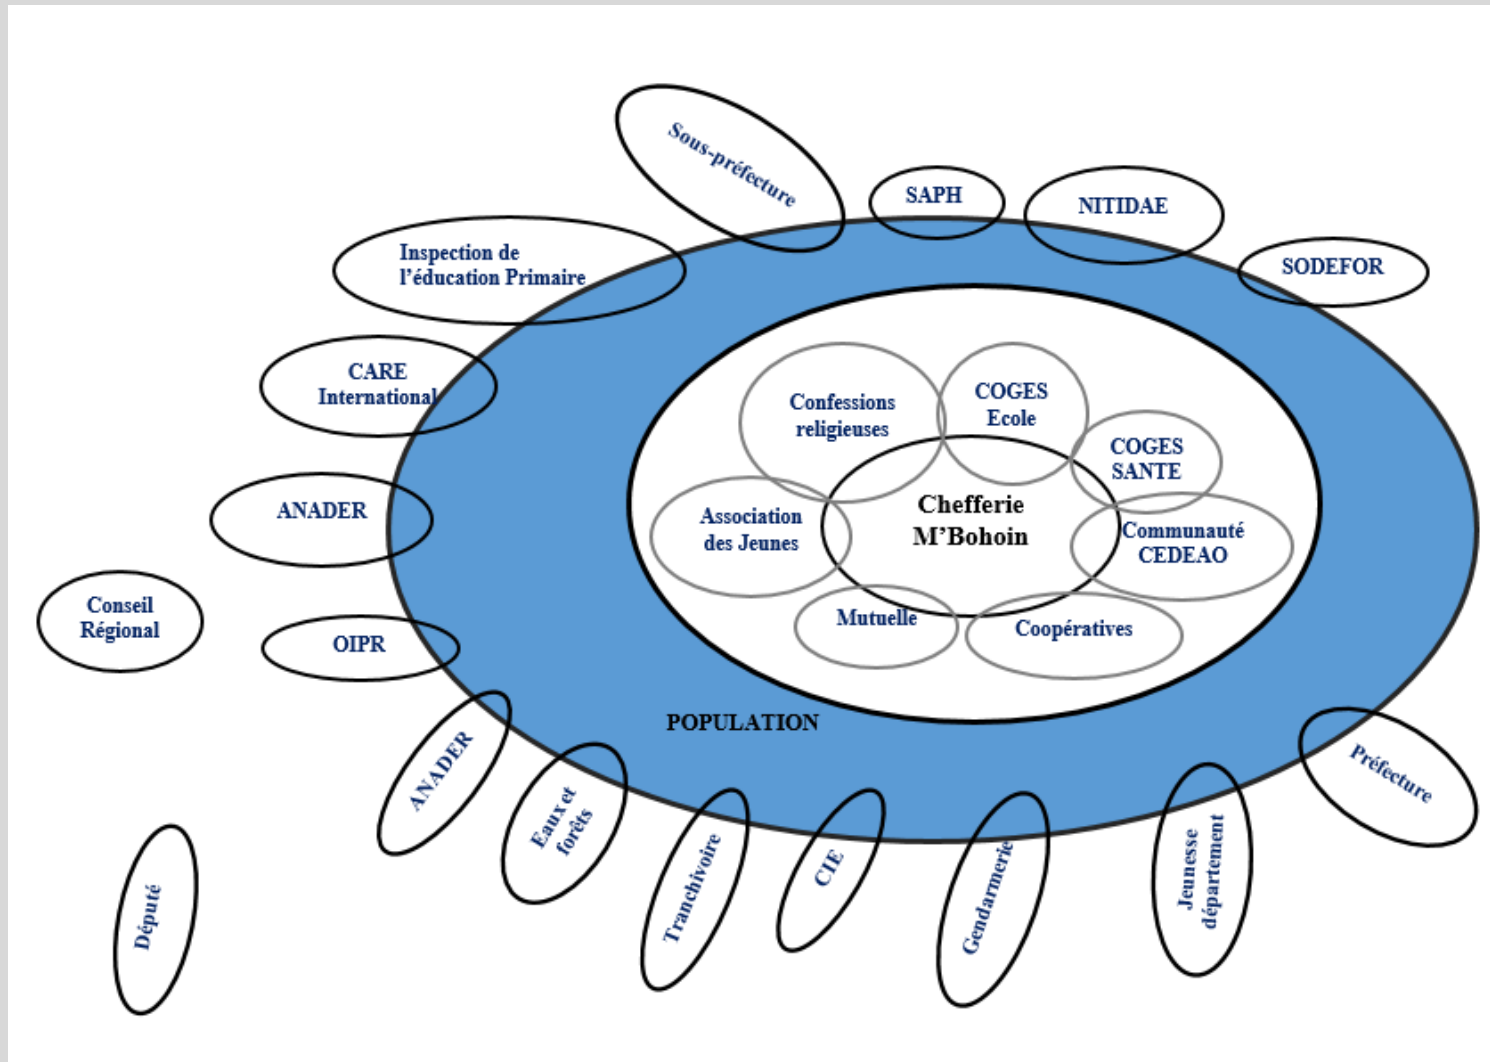 Sous-préfecture
SAPH
NITIDAE
Inspection de
l’éducation Primaire
SODEFOR
CARE
International
Confessions
religieuses
COGES
Ecole
COGES
SANTE
ANADER
Association
des Jeunes
Chefferie
M’Bohoin
Communauté
CEDEAO
Conseil
Régional
OIPR
Mutuelle
Coopératives
POPULATION
ANADER
Eaux et
forêts
Tranchivoire
CIE
Gendarmerie
Jeunesse
département
Préfecture
Député